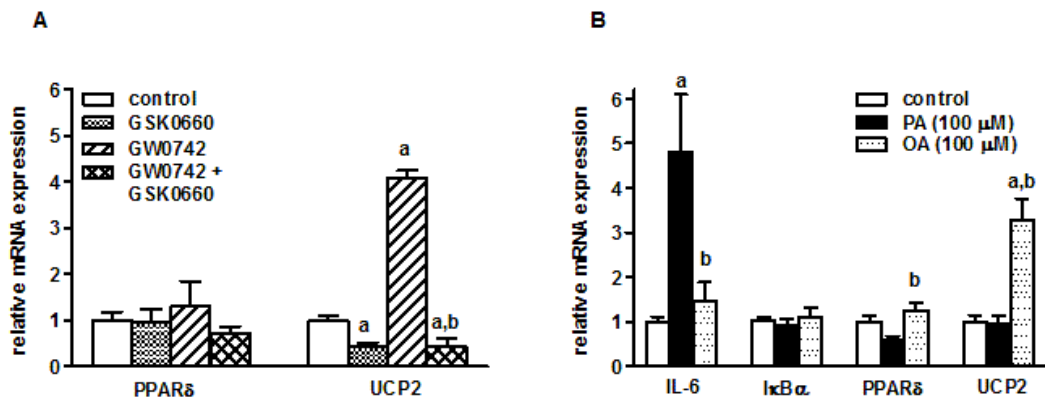 A
relative mRNA expression
6
5
4
3
2
1
0
control
GSK0660
GW0742
GW0742 +
GSK0660
a
a
a,b
PPARδ
UCP2
B
relative mRNA expression
6
5
4
3
2
1
0
control
PA (100 µM)
OA (100 µM)
a
b
b
a,b
IL-6
IκBα
PPARδ
UCP2